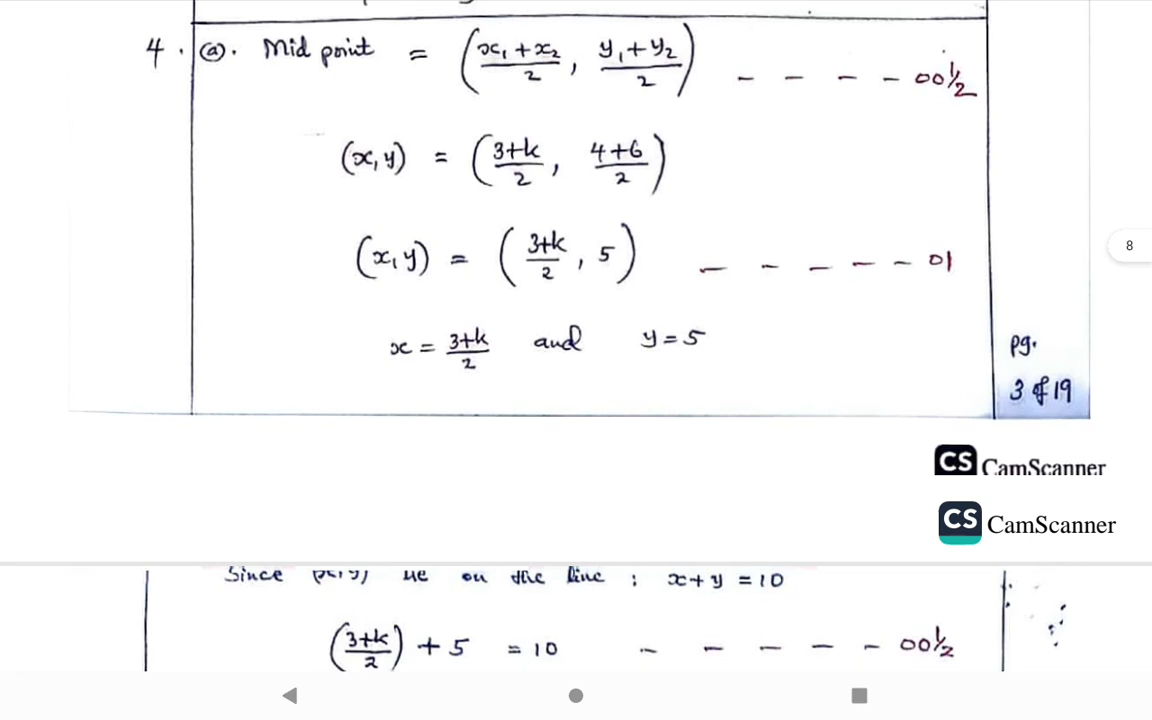 4. (a). Mid point = ( x₁ + x₂ / 2 , y₁ + y₂ / 2 ) - - - - 00½
(x, y) = ( 3+k / 2 , 4+6 / 2 )
(x, y) = ( 3+k / 2 , 5 ) - - - - - 01
8
x = 3+k / 2 and y = 5
pg.
3 of 19
CS CamScanner
CS CamScanner
Since (x, y) lie on the line : x + y = 10
( 3+k / 2 ) + 5 = 10 - - - - - 00½